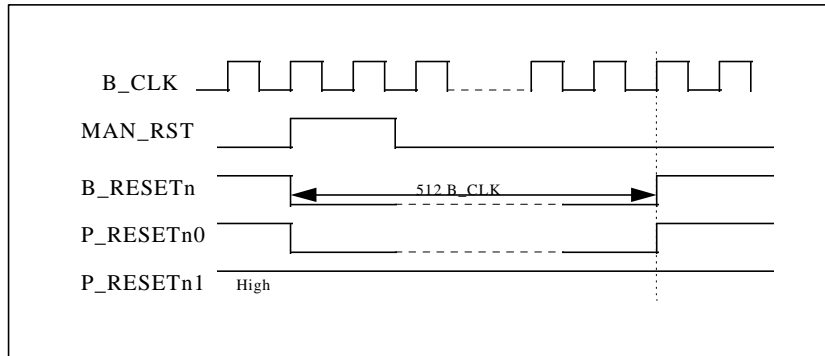 B_CLK
MAN_RST
B_RESETn
512 B_CLK
P_RESETn0
P_RESETn1
High